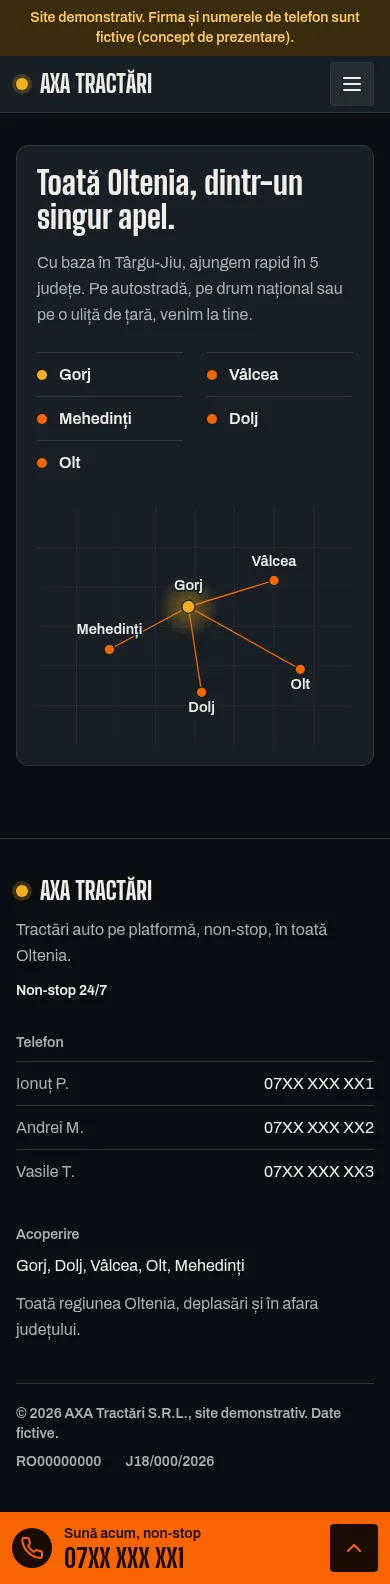 Site demonstrativ. Firma și numerele de telefon sunt
fictive (concept de prezentare).
AXA TRACTĂRI
Toată Oltenia, dintr-un
singur apel.
Cu baza în Târgu-Jiu, ajungem rapid în 5
județe. Pe autostradă, pe drum național sau
pe o uliță de țară, venim la tine.
Gorj
Vâlcea
Mehedinți
Dolj
Olt
Vâlcea
Gorj
Mehedinți
Olt
Dolj
AXA TRACTĂRI
Tractări auto pe platformă, non-stop, în toată
Oltenia.
Non-stop 24/7
Telefon
Ionuț P. 07XX XXX XX1
Andrei M. 07XX XXX XX2
Vasile T. 07XX XXX XX3
Acoperire
Gorj, Dolj, Vâlcea, Olt, Mehedinți
Toată regiunea Oltenia, deplasări și în afara
județului.
© 2026 AXA Tractări S.R.L., site demonstrativ. Date
fictive.
RO00000000 J18/000/2026
Sună acum, non-stop
07XX XXX XX1